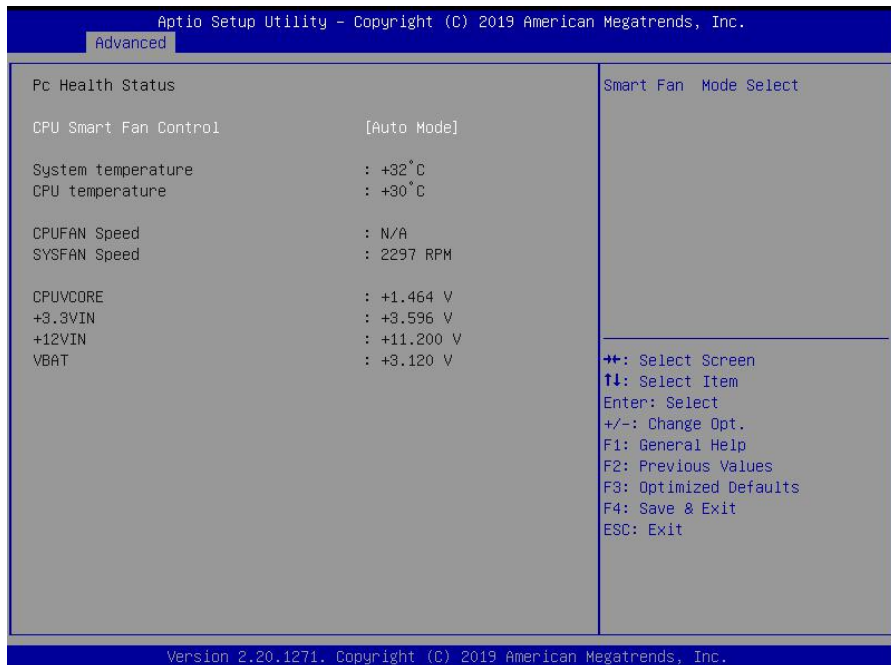 Aptio Setup Utility – Copyright (C) 2019 American Megatrends, Inc.
Advanced
Pc Health Status
CPU Smart Fan Control [Auto Mode]
System temperature : +32°C
CPU temperature : +30°C
CPUFAN Speed : N/A
SYSFAN Speed : 2297 RPM
CPUVCORE : +1.464 V
+3.3VIN : +3.596 V
+12VIN : +11.200 V
VBAT : +3.120 V
Smart Fan Mode Select
→←: Select Screen
↑↓: Select Item
Enter: Select
+/-: Change Opt.
F1: General Help
F2: Previous Values
F3: Optimized Defaults
F4: Save & Exit
ESC: Exit
Version 2.20.1271. Copyright (C) 2019 American Megatrends, Inc.